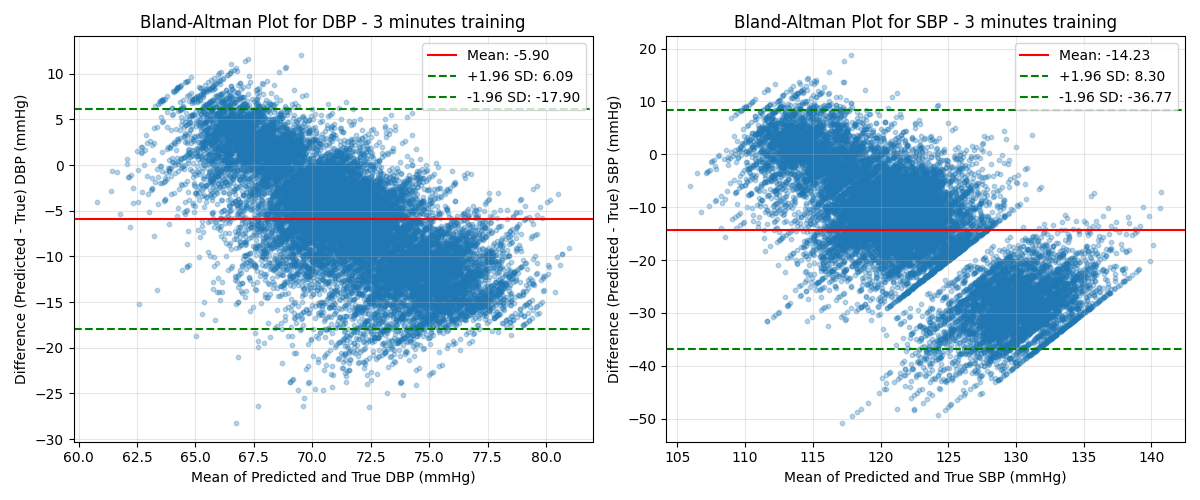 Bland-Altman Plot for DBP - 3 minutes training
Mean: -5.90
+1.96 SD: 6.09
-1.96 SD: -17.90
10
5
0
−5
−10
−15
−20
−25
−30
Difference (Predicted - True) DBP (mmHg)
60.0 62.5 65.0 67.5 70.0 72.5 75.0 77.5 80.0
Mean of Predicted and True DBP (mmHg)
Bland-Altman Plot for SBP - 3 minutes training
Mean: -14.23
+1.96 SD: 8.30
-1.96 SD: -36.77
20
10
0
−10
−20
−30
−40
−50
Difference (Predicted - True) SBP (mmHg)
105 110 115 120 125 130 135 140
Mean of Predicted and True SBP (mmHg)